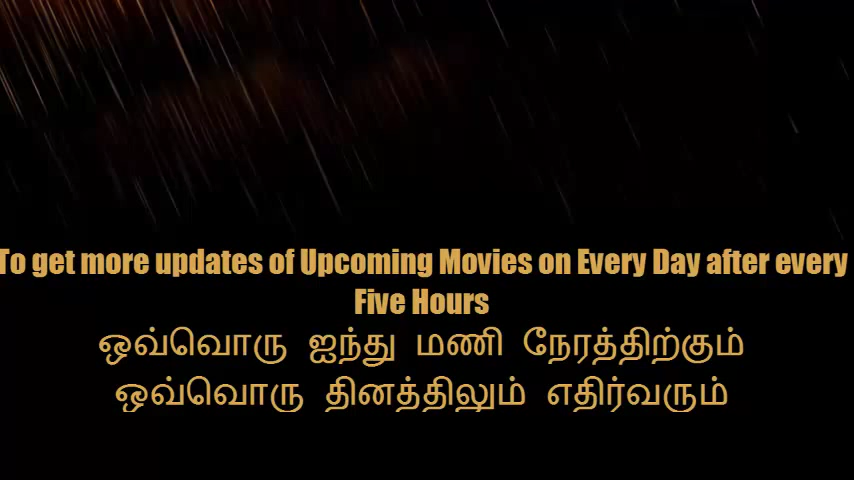 To get more updates of Upcoming Movies on Every Day after every
Five Hours
ஒவ்வொரு ஐந்து மணி நேரத்திற்கும்
ஒவ்வொரு தினத்திலும் எதிர்வரும்